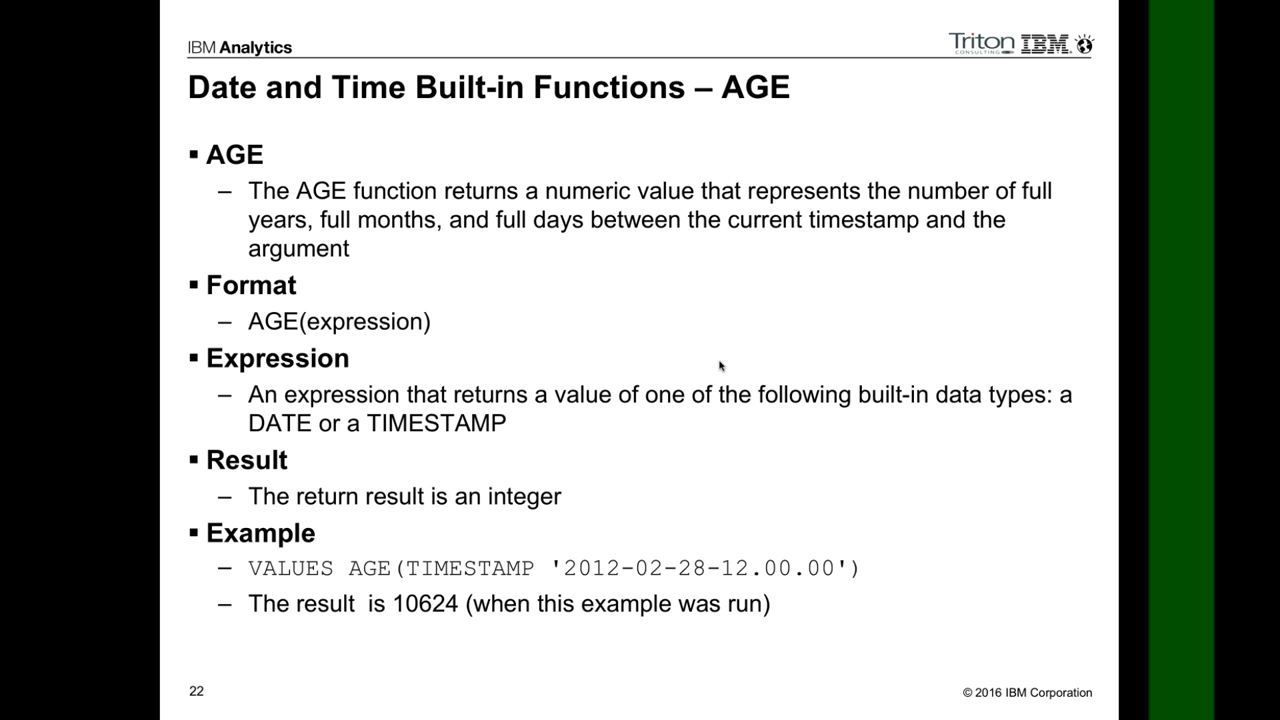 IBM Analytics
Triton
CONSULTING
IBM
Date and Time Built-in Functions – AGE
▪ AGE
– The AGE function returns a numeric value that represents the number of full
years, full months, and full days between the current timestamp and the
argument
▪ Format
– AGE(expression)
▪ Expression
– An expression that returns a value of one of the following built-in data types: a
DATE or a TIMESTAMP
▪ Result
– The return result is an integer
▪ Example
– VALUES AGE(TIMESTAMP '2012-02-28-12.00.00')
– The result is 10624 (when this example was run)
22
© 2016 IBM Corporation